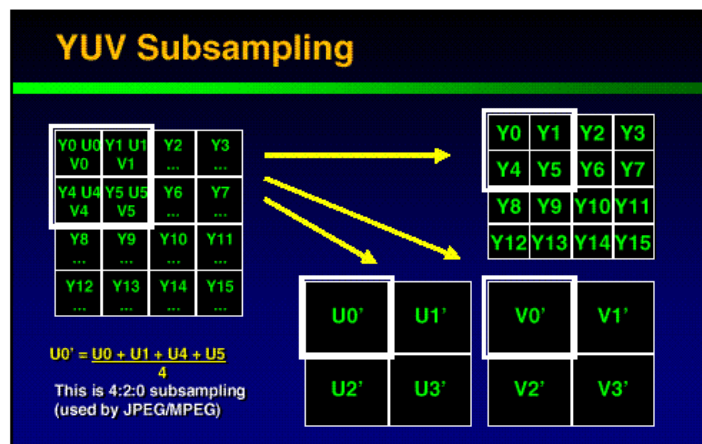 YUV Subsampling
Y0 U0 Y1 U1 Y2 Y3
V0 V1 ... ...
Y4 U4 Y5 U5 Y6 Y7
V4 V5 ... ...
Y8 Y9 Y10 Y11
... ... ... ...
Y12 Y13 Y14 Y15
... ... ... ...
Y0 Y1 Y2 Y3
Y4 Y5 Y6 Y7
Y8 Y9 Y10 Y11
Y12 Y13 Y14 Y15
U0' U1'
U2' U3'
V0' V1'
V2' V3'
U0' = U0 + U1 + U4 + U5
4
This is 4:2:0 subsampling
(used by JPEG/MPEG)